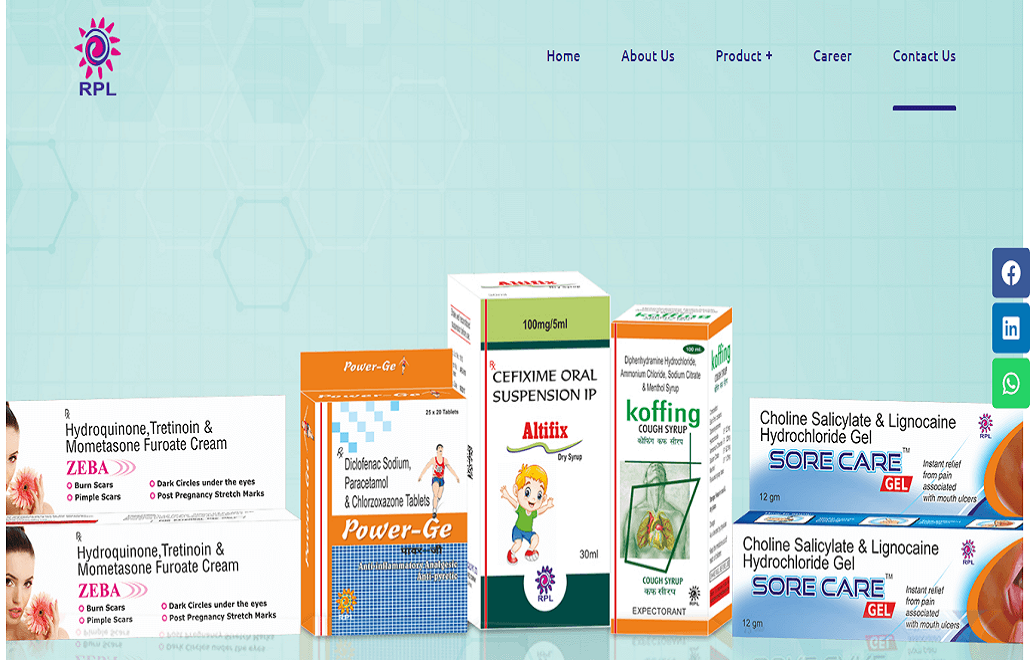 RPL
Home
About Us
Product +
Career
Contact Us
Hydroquinone,Tretinoin &
Mometasone Furoate Cream
ZEBA
Burn Scars
Pimple Scars
Dark Circles under the eyes
Post Pregnancy Stretch Marks
Hydroquinone,Tretinoin &
Mometasone Furoate Cream
ZEBA
Burn Scars
Pimple Scars
Dark Circles under the eyes
Post Pregnancy Stretch Marks
Power-Ge
Power-Ge
25 x 20 Tablets
Diclofenac Sodium,
Paracetamol
& Chlorzoxazone Tablets
Power-Ge
Antiinflammatory Analgesic
Anti-pyretic
RPL
Altifix
Dry Syrup
100mg/5ml
CEFIXIME ORAL
SUSPENSION IP
Altifix
Dry Syrup
30ml
RPL
koffing
100 ml
Diphenhydramine Hydrochloride,
Ammonium Chloride, Sodium Citrate
& Menthol Syrup
koffing
COUGH SYRUP
कोफिंग कफ सीरप
COUGH SYRUP
कफ सीरप
EXPECTORANT
RPL
koffing
Choline Salicylate & Lignocaine
Hydrochloride Gel
SORE CARE™
GEL
12 gm
Instant relief
from pain
associated
with mouth ulcers
RPL
Choline Salicylate & Lignocaine
Hydrochloride Gel
SORE CARE™
GEL
12 gm
Instant relief
from pain
associated
with mouth ulcers
RPL